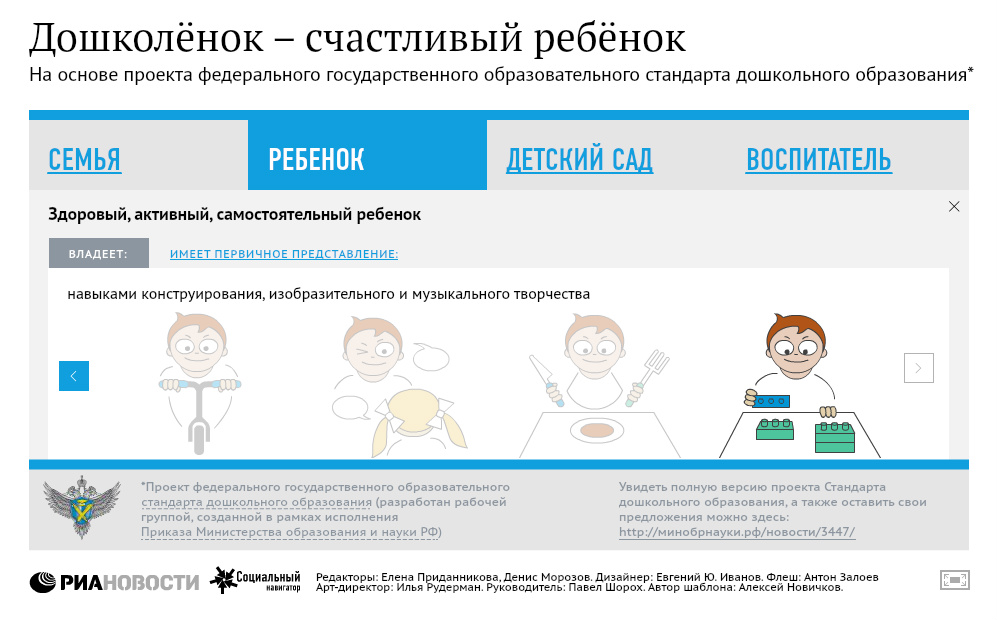 Дошколёнок – счастливый ребёнок
На основе проекта федерального государственного образовательного стандарта дошкольного образования*
СЕМЬЯ
РЕБЕНОК
ДЕТСКИЙ САД
ВОСПИТАТЕЛЬ
Здоровый, активный, самостоятельный ребенок
ВЛАДЕЕТ:
ИМЕЕТ ПЕРВИЧНОЕ ПРЕДСТАВЛЕНИЕ:
навыками конструирования, изобразительного и музыкального творчества
*Проект федерального государственного образовательного
стандарта дошкольного образования (разработан рабочей
группой, созданной в рамках исполнения
Приказа Министерства образования и науки РФ)
Увидеть полную версию проекта Стандарта
дошкольного образования, а также оставить свои
предложения можно здесь:
http://минобрнауки.рф/новости/3447/
РИАНОВОСТИ
Социальный
навигатор
Редакторы: Елена Приданникова, Денис Морозов. Дизайнер: Евгений Ю. Иванов. Флеш: Антон Залоев
Арт-директор: Илья Рудерман. Руководитель: Павел Шорох. Автор шаблона: Алексей Новичков.